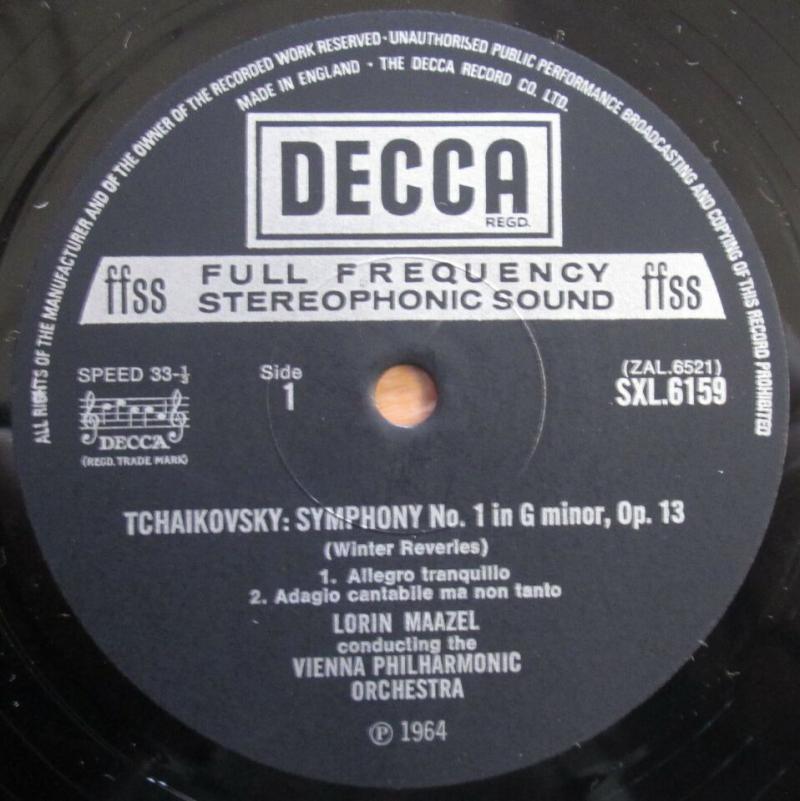 ALL RIGHTS OF THE MANUFACTURER AND OF THE OWNER OF THE RECORDED WORK RESERVED · UNAUTHORISED PUBLIC PERFORMANCE BROADCASTING AND COPYING OF THIS RECORD PROHIBITED
MADE IN ENGLAND · THE DECCA RECORD CO. LTD.
DECCA
REGD.
ffss FULL FREQUENCY ffss
STEREOPHONIC SOUND
SPEED 33-⅓
Side
1
(ZAL.6521)
SXL.6159
DECCA
(REGD. TRADE MARK)
TCHAIKOVSKY: SYMPHONY No. 1 in G minor, Op. 13
(Winter Reveries)
1. Allegro tranquillo
2. Adagio cantabile ma non tanto
LORIN MAAZEL
conducting the
VIENNA PHILHARMONIC
ORCHESTRA
℗ 1964